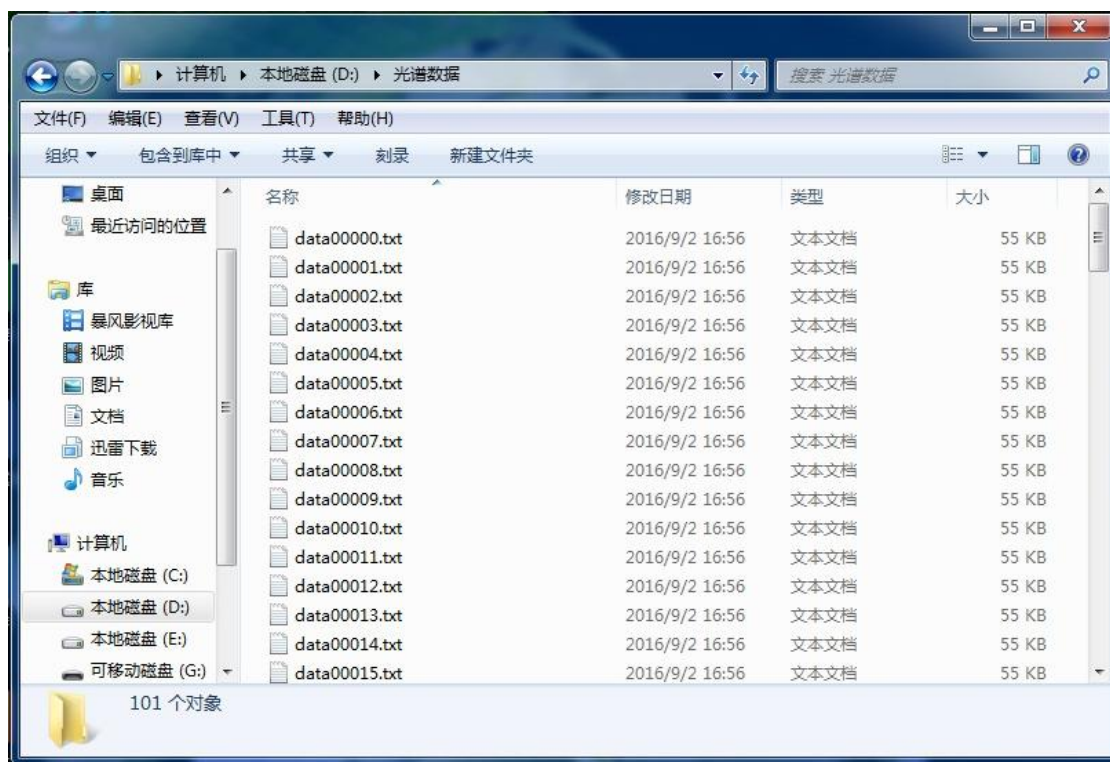 计算机 本地磁盘 (D:) 光谱数据 搜索 光谱数据
文件(F) 编辑(E) 查看(V) 工具(T) 帮助(H)
组织 包含到库中 共享 刻录 新建文件夹
桌面
最近访问的位置
库
暴风影视库
视频
图片
文档
迅雷下载
音乐
计算机
本地磁盘 (C:)
本地磁盘 (D:)
本地磁盘 (E:)
可移动磁盘 (G:)
名称 修改日期 类型 大小
data00000.txt 2016/9/2 16:56 文本文档 55 KB
data00001.txt 2016/9/2 16:56 文本文档 55 KB
data00002.txt 2016/9/2 16:56 文本文档 55 KB
data00003.txt 2016/9/2 16:56 文本文档 55 KB
data00004.txt 2016/9/2 16:56 文本文档 55 KB
data00005.txt 2016/9/2 16:56 文本文档 55 KB
data00006.txt 2016/9/2 16:56 文本文档 55 KB
data00007.txt 2016/9/2 16:56 文本文档 55 KB
data00008.txt 2016/9/2 16:56 文本文档 55 KB
data00009.txt 2016/9/2 16:56 文本文档 55 KB
data00010.txt 2016/9/2 16:56 文本文档 55 KB
data00011.txt 2016/9/2 16:56 文本文档 55 KB
data00012.txt 2016/9/2 16:56 文本文档 55 KB
data00013.txt 2016/9/2 16:56 文本文档 55 KB
data00014.txt 2016/9/2 16:56 文本文档 55 KB
data00015.txt 2016/9/2 16:56 文本文档 55 KB
101 个对象